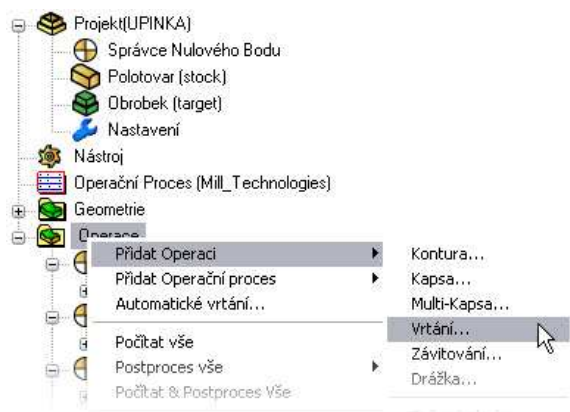 Projekt(UPINKA)
Správce Nulového Bodu
Polotovar (stock)
Obrobek (target)
Nastavení
Nástroj
Operační Proces (Mill_Technologies)
Geometrie
Operace
Přidat Operaci
Přidat Operační proces
Automatické vrtání...
Počítat vše
Postproces vše
Počítat & Postproces Vše
Kontura...
Kapsa...
Multi-Kapsa...
Vrtání...
Závitování...
Drážka...